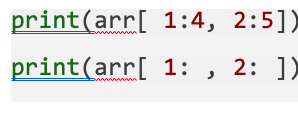 print(arr[ 1:4, 2:5])
print(arr[ 1: , 2: ])